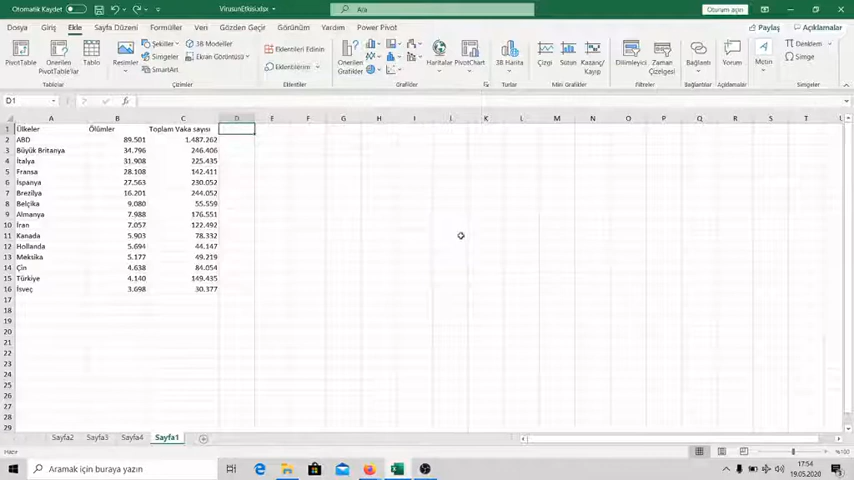 Otomatik Kaydet
VirusunEtkisi.xlsx
Ara
Oturum açın
Dosya Giriş Ekle Sayfa Düzeni Formüller Veri Gözden Geçir Görünüm Yardım Power Pivot
Paylaş Açıklamalar
PivotTable
Önerilen PivotTable'lar
Tablo
Tablolar
Resimler
Şekiller
Simgeler
SmartArt
3B Modeller
Ekran Görüntüsü
Eklentileri Edinin
Eklentilerim
Önerilen Grafikler
Haritalar
PivotChart
Grafikler
3B Harita
Turlar
Çizgi
Sütun
Kazanç/Kayıp
Mini Grafikler
Dilimleyici
Zaman Çizelgesi
Filtreler
Bağlantı
Bağlantılar
Yorum
Yorumlar
Metin
Denklem
Simge
Simgeler
D1
fx
A B C D E F G H I J K L M N O P Q R S T U
1 Ülkeler Ölümler Toplam Vaka sayısı
2 ABD 89.501 1.487.262
3 Büyük Britanya 34.796 246.406
4 İtalya 31.908 225.435
5 Fransa 28.108 142.411
6 İspanya 27.563 230.052
7 Brezilya 16.201 244.052
8 Belçika 9.080 55.559
9 Almanya 7.988 176.551
10 İran 7.057 122.492
11 Kanada 5.903 78.332
12 Hollanda 5.694 44.147
13 Meksika 5.177 49.219
14 Çin 4.638 84.054
15 Türkiye 4.140 149.435
16 İsveç 3.698 30.377
17
18
19
20
21
22
23
24
25
26
27
28
29
Sayfa2 Sayfa3 Sayfa4 Sayfa1
Hazır
%100
Aramak için buraya yazın
17:54
19.05.2020